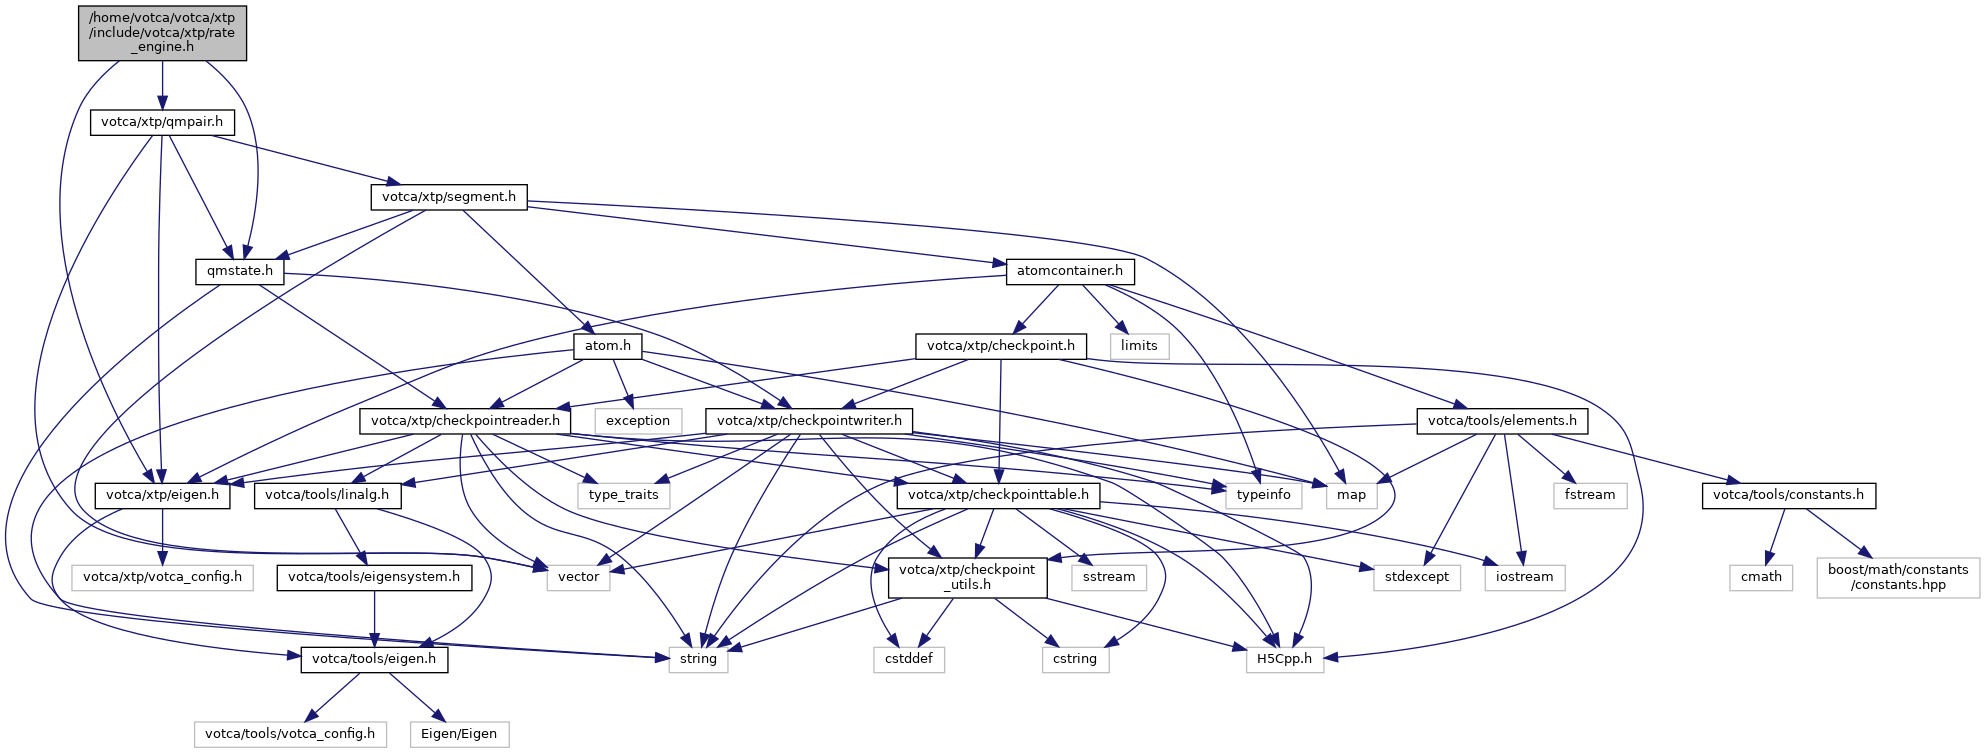 /home/votca/votca/xtp
/include/votca/xtp/rate
_engine.h
votca/xtp/qmpair.h
votca/xtp/segment.h
qmstate.h
atomcontainer.h
atom.h
votca/xtp/checkpoint.h
limits
votca/xtp/checkpointreader.h
exception
votca/xtp/checkpointwriter.h
votca/tools/elements.h
votca/xtp/eigen.h
votca/tools/linalg.h
type_traits
votca/xtp/checkpointtable.h
typeinfo
map
fstream
votca/tools/constants.h
votca/xtp/votca_config.h
votca/tools/eigensystem.h
vector
votca/xtp/checkpoint
_utils.h
sstream
stdexcept
iostream
cmath
boost/math/constants
/constants.hpp
votca/tools/eigen.h
string
cstddef
cstring
H5Cpp.h
votca/tools/votca_config.h
Eigen/Eigen